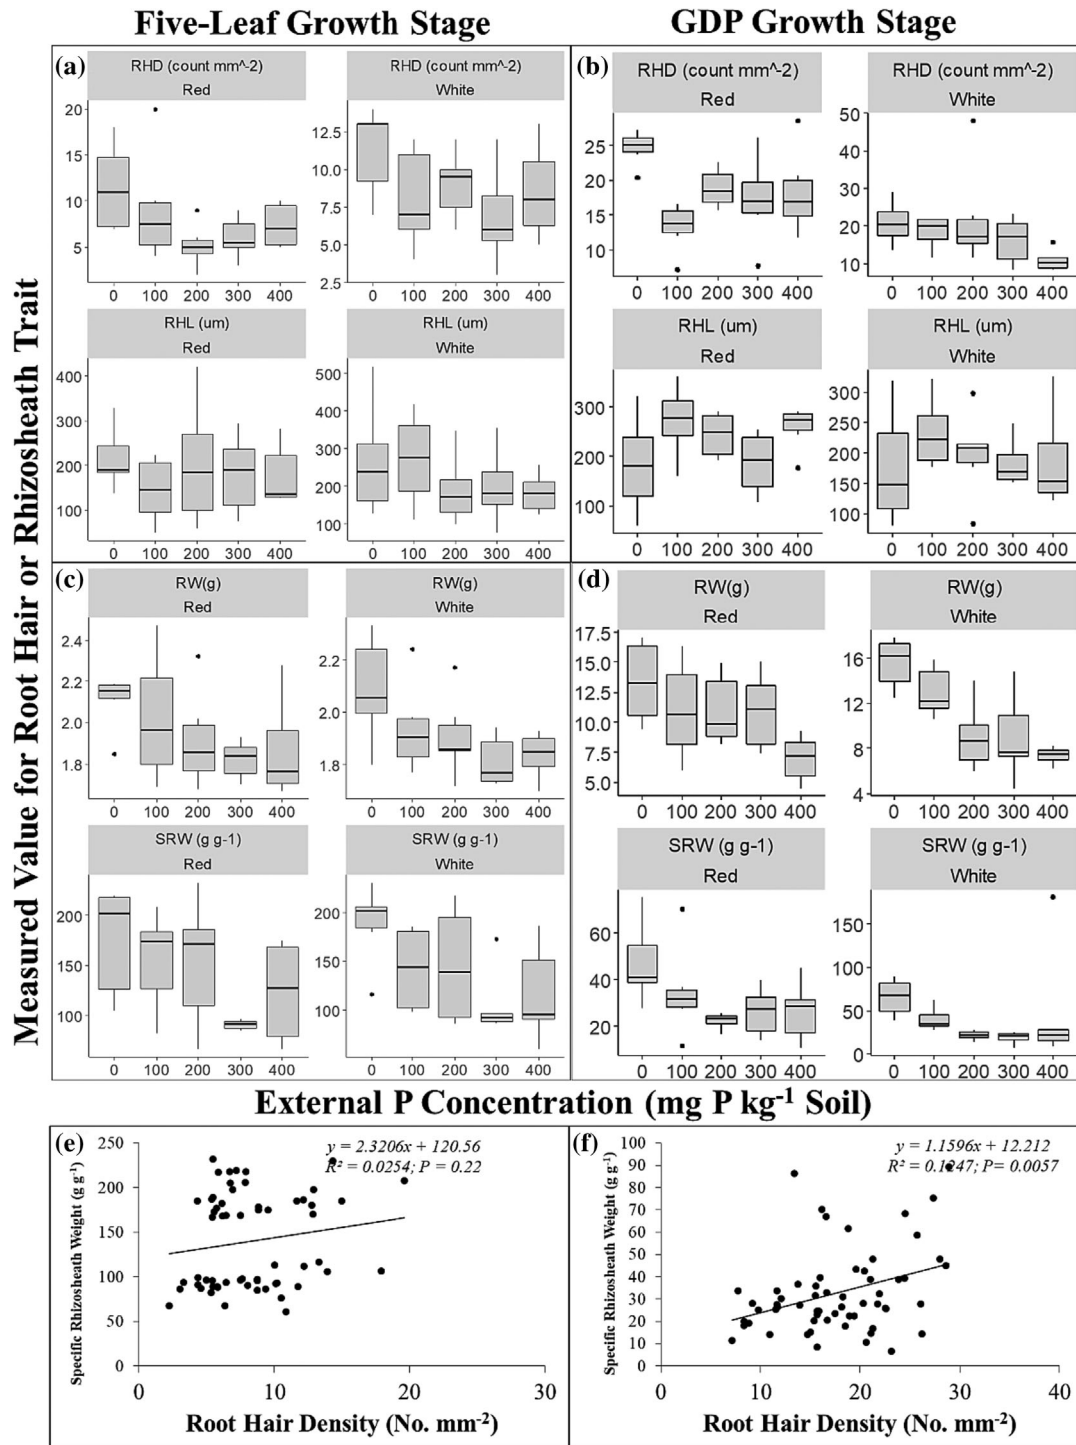 Five-Leaf Growth Stage
GDP Growth Stage
Measured Value for Root Hair or Rhizosheath Trait
(a)
RHD (count mm^-2)
Red
20
15
10
5
0 100 200 300 400
RHD (count mm^-2)
White
12.5
10.0
7.5
5.0
2.5
0 100 200 300 400
RHL (um)
Red
400
300
200
100
0 100 200 300 400
RHL (um)
White
500
400
300
200
100
0 100 200 300 400
(b)
RHD (count mm^-2)
Red
25
20
15
10
0 100 200 300 400
RHD (count mm^-2)
White
50
40
30
20
10
0 100 200 300 400
RHL (um)
Red
300
200
100
0 100 200 300 400
RHL (um)
White
300
250
200
150
100
0 100 200 300 400
(c)
RW(g)
Red
2.4
2.2
2.0
1.8
0 100 200 300 400
RW(g)
White
2.2
2.0
1.8
0 100 200 300 400
SRW (g g-1)
Red
200
150
100
0 100 200 300 400
SRW (g g-1)
White
200
150
100
0 100 200 300 400
(d)
RW(g)
Red
17.5
15.0
12.5
10.0
7.5
5.0
0 100 200 300 400
RW(g)
White
16
12
8
4
0 100 200 300 400
SRW (g g-1)
Red
60
40
20
0 100 200 300 400
SRW (g g-1)
White
150
100
50
0
0 100 200 300 400
External P Concentration (mg P kg⁻¹ Soil)
(e)
y = 2.3206x + 120.56
R² = 0.0254; P = 0.22
Specific Rhizosheath Weight (g g⁻¹)
250
200
150
100
50
0
0 10 20 30
Root Hair Density (No. mm⁻²)
(f)
y = 1.1596x + 12.212
R² = 0.1247; P= 0.0057
Specific Rhizosheath Weight (g g⁻¹)
100
90
80
70
60
50
40
30
20
10
0
0 10 20 30 40
Root Hair Density (No. mm⁻²)